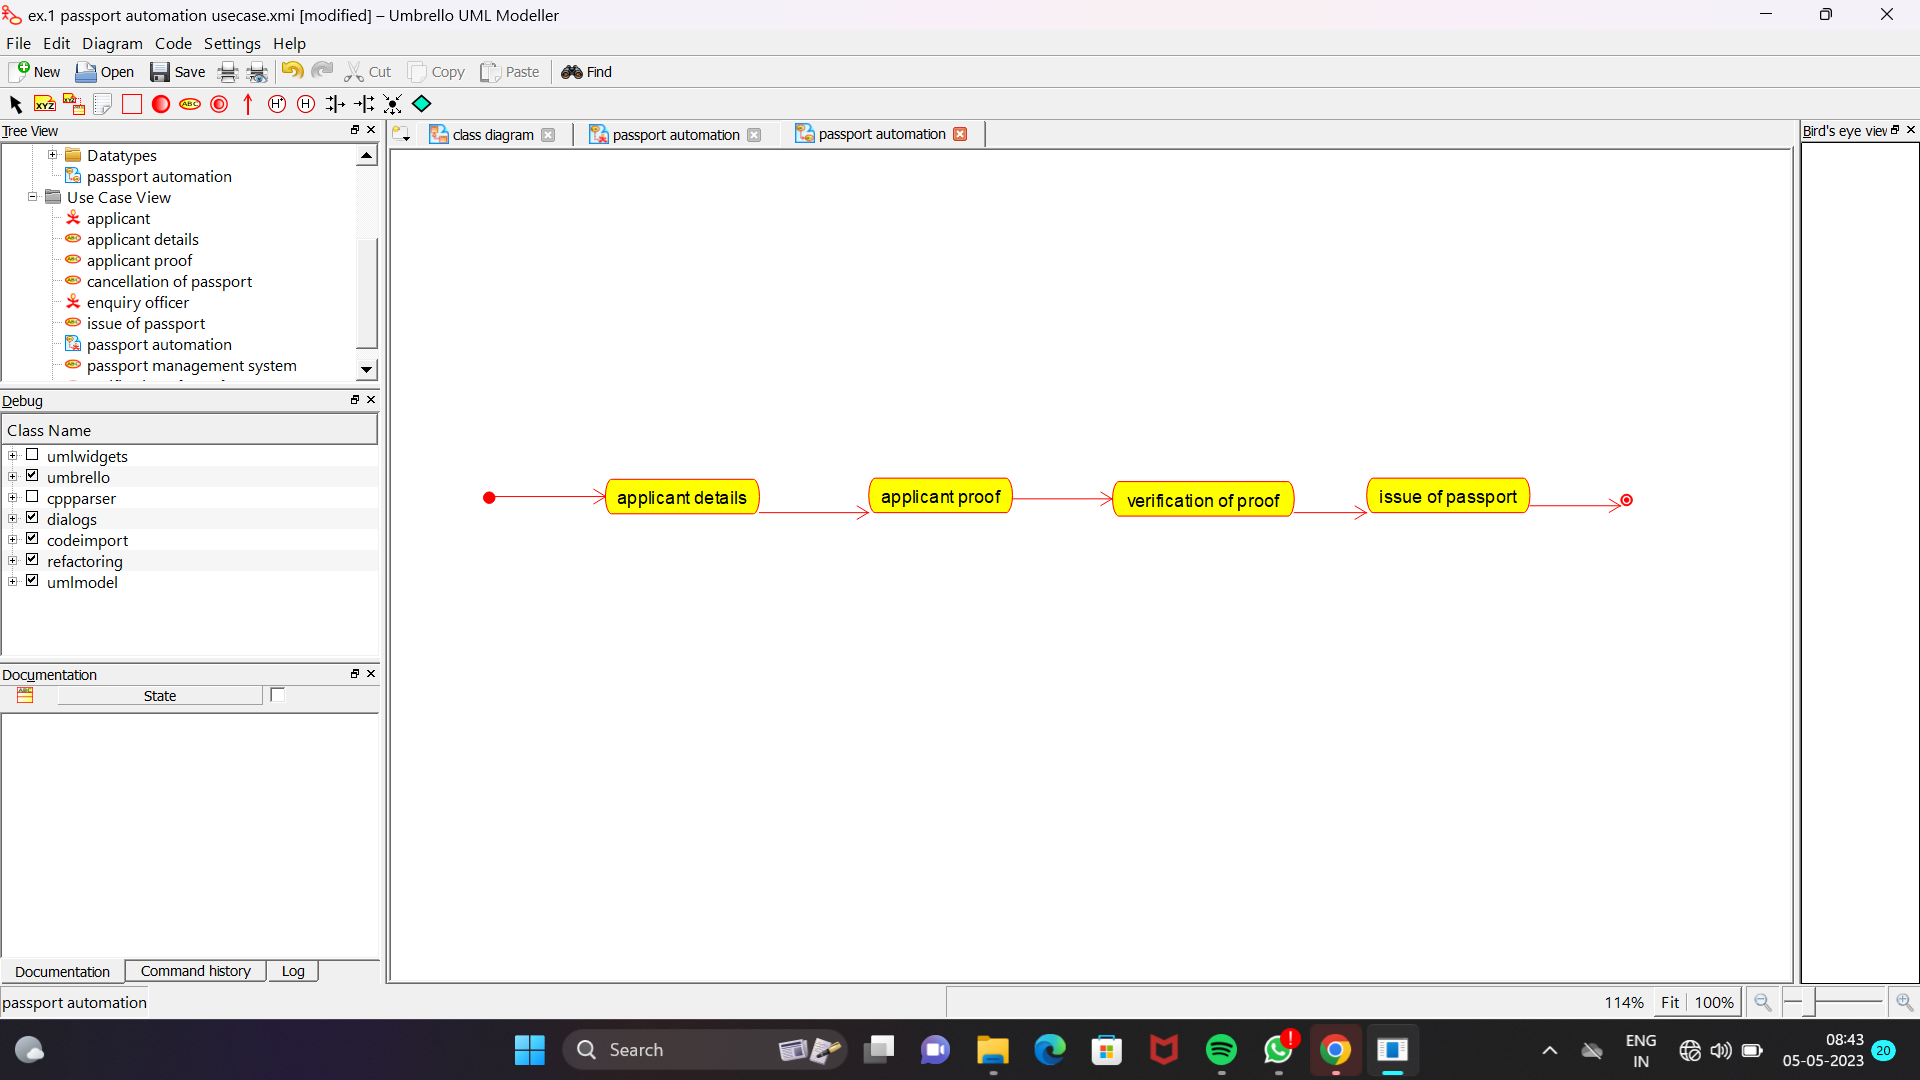 ex.1 passport automation usecase.xmi [modified] – Umbrello UML Modeller
File Edit Diagram Code Settings Help
New Open Save Cut Copy Paste Find
XYZ XYZ ABC H* H
Tree View
Datatypes
passport automation
Use Case View
applicant
applicant details
applicant proof
cancellation of passport
enquiry officer
issue of passport
passport automation
passport management system
Debug
Class Name
umlwidgets
umbrello
cppparser
dialogs
codeimport
refactoring
umlmodel
Documentation
State
Documentation Command history Log
class diagram passport automation passport automation
applicant details applicant proof verification of proof issue of passport
Bird's eye view
passport automation
114% Fit 100%
Search
ENG
IN
08:43
05-05-2023
20